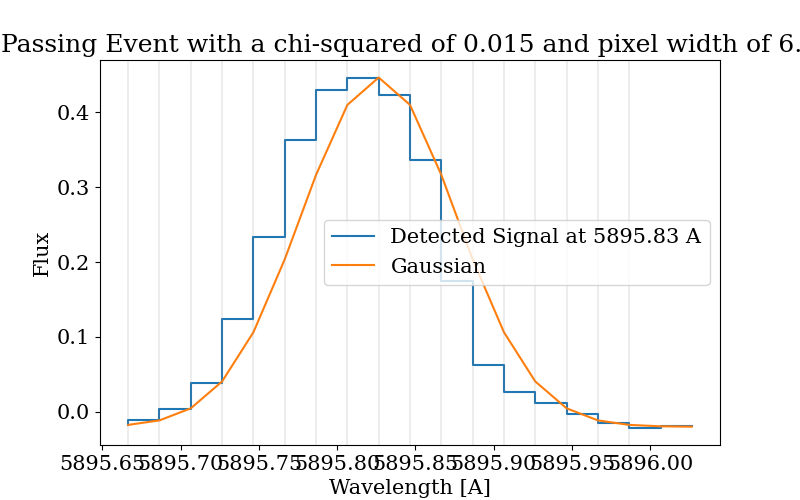 Passing Event with a chi-squared of 0.015 and pixel width of 6.
0.4
0.3
0.2
0.1
0.0
Flux
Detected Signal at 5895.83 A
Gaussian
5895.65 5895.70 5895.75 5895.80 5895.85 5895.90 5895.95 5896.00
Wavelength [A]